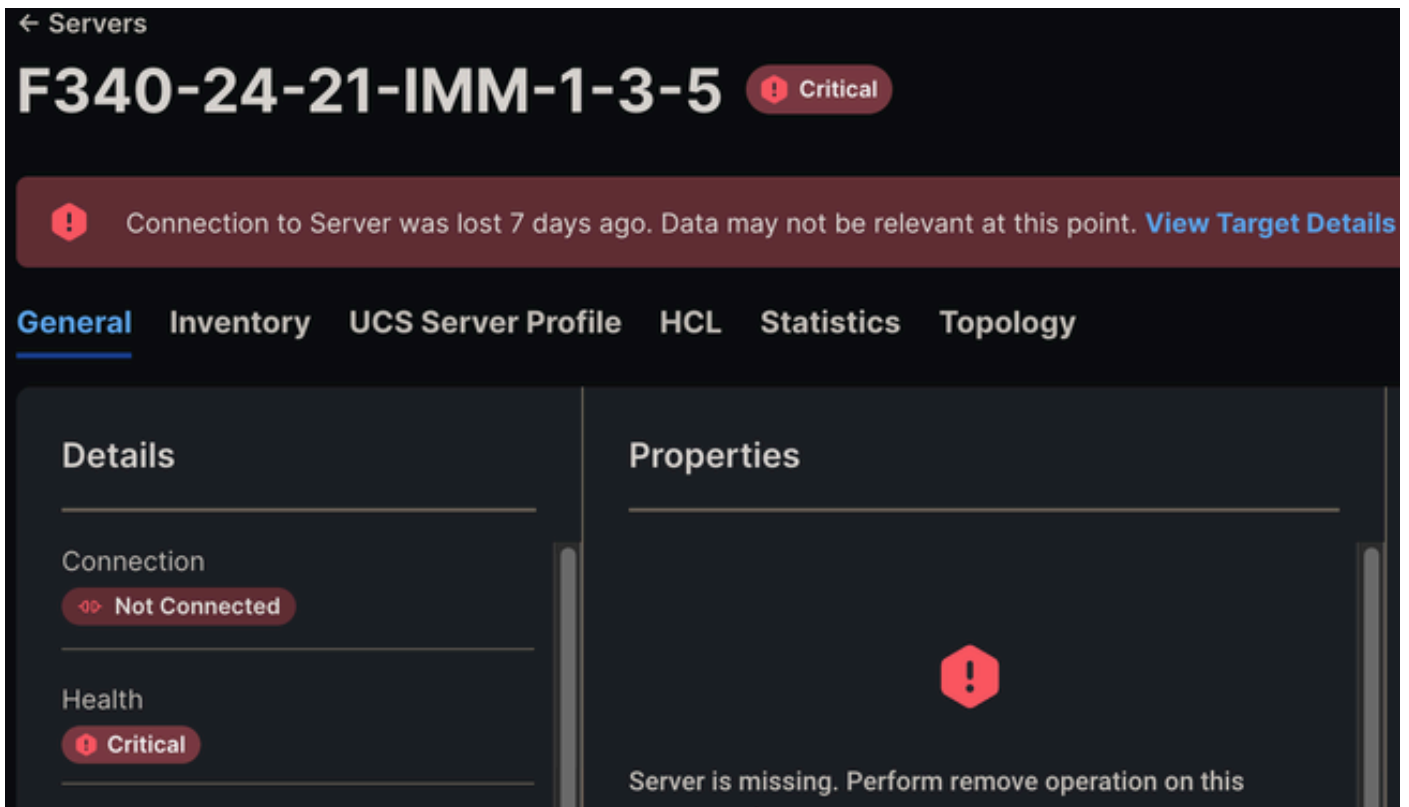 ← Servers
F340-24-21-IMM-1-3-5 Critical
Connection to Server was lost 7 days ago. Data may not be relevant at this point. View Target Details
General Inventory UCS Server Profile HCL Statistics Topology
Details
Connection
Not Connected
Health
Critical
Properties
Server is missing. Perform remove operation on this